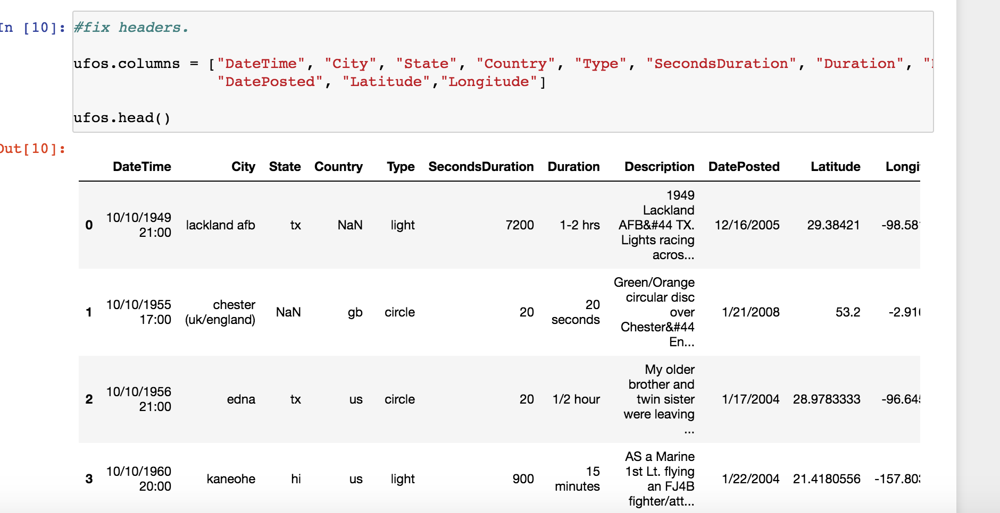 In [10]: #fix headers.
ufos.columns = ["DateTime", "City", "State", "Country", "Type", "SecondsDuration", "Duration", "
"DatePosted", "Latitude","Longitude"]
ufos.head()
Out[10]:
DateTime City State Country Type SecondsDuration Duration Description DatePosted Latitude Longi
0 10/10/1949 21:00 lackland afb tx NaN light 7200 1-2 hrs 1949 Lackland AFB&#44 TX. Lights racing acros... 12/16/2005 29.38421 -98.58
1 10/10/1955 17:00 chester (uk/england) NaN gb circle 20 20 seconds Green/Orange circular disc over Chester&#44 En... 1/21/2008 53.2 -2.91
2 10/10/1956 21:00 edna tx us circle 20 1/2 hour My older brother and twin sister were leaving ... 1/17/2004 28.9783333 -96.64
3 10/10/1960 20:00 kaneohe hi us light 900 15 minutes AS a Marine 1st Lt. flying an FJ4B fighter/att... 1/22/2004 21.4180556 -157.80